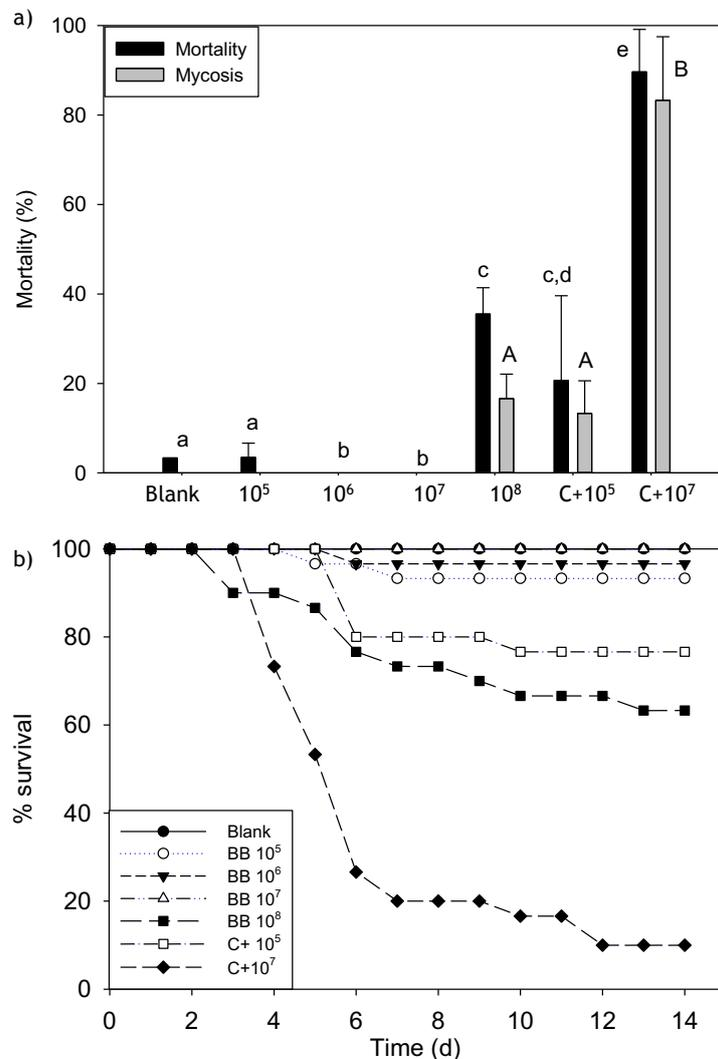 a)
Mortality (%)
100
80
60
40
20
0
Mortality
Mycosis
a
a
b
b
c
A
c,d
A
e
B
Blank 10⁵ 10⁶ 10⁷ 10⁸ C+10⁵ C+10⁷
b)
% survival
100
80
60
40
20
0
Blank
BB 10⁵
BB 10⁶
BB 10⁷
BB 10⁸
C+ 10⁵
C+10⁷
0 2 4 6 8 10 12 14
Time (d)